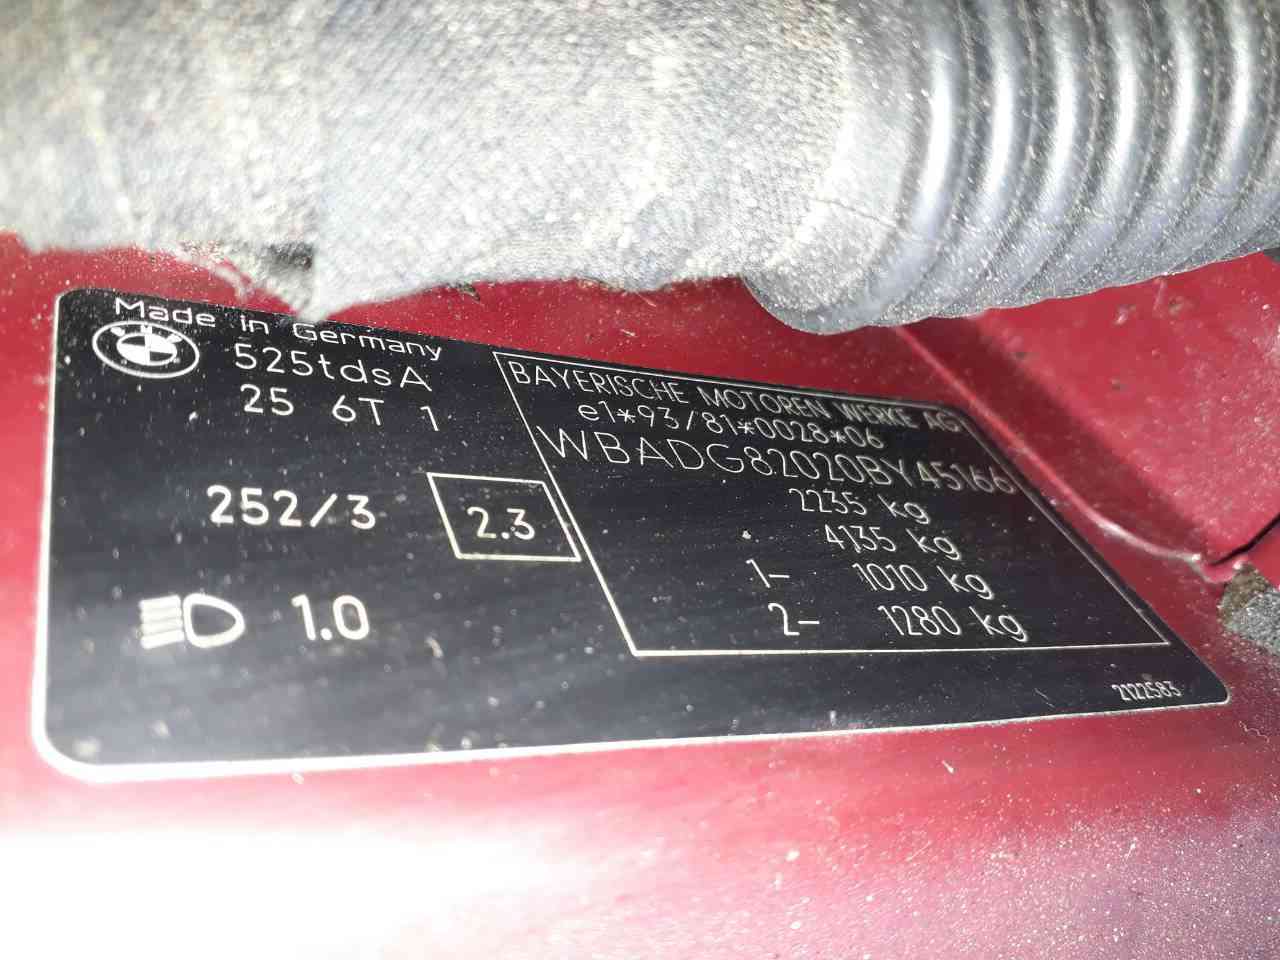 Made in Germany
525tdsA
25 6T 1
252/3
2.3
1.0
BAYERISCHE MOTOREN WERKE AG
e1*93/81*0028*06
WBADG82020BY45166
2235 kg
4135 kg
1- 1010 kg
2- 1280 kg
2122583